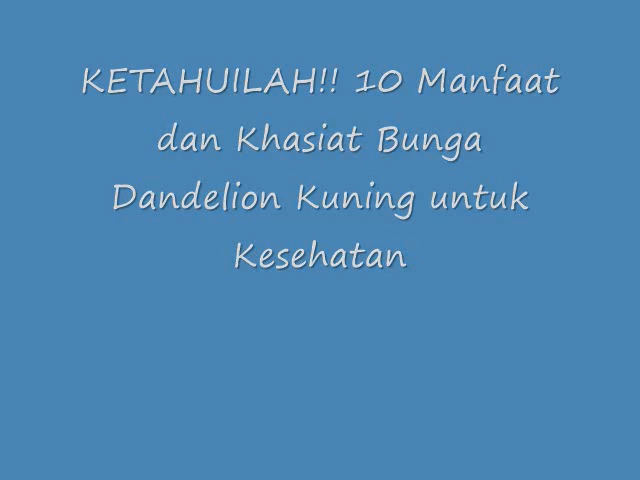 KETAHUILAH!! 10 Manfaat
dan Khasiat Bunga
Dandelion Kuning untuk
Kesehatan